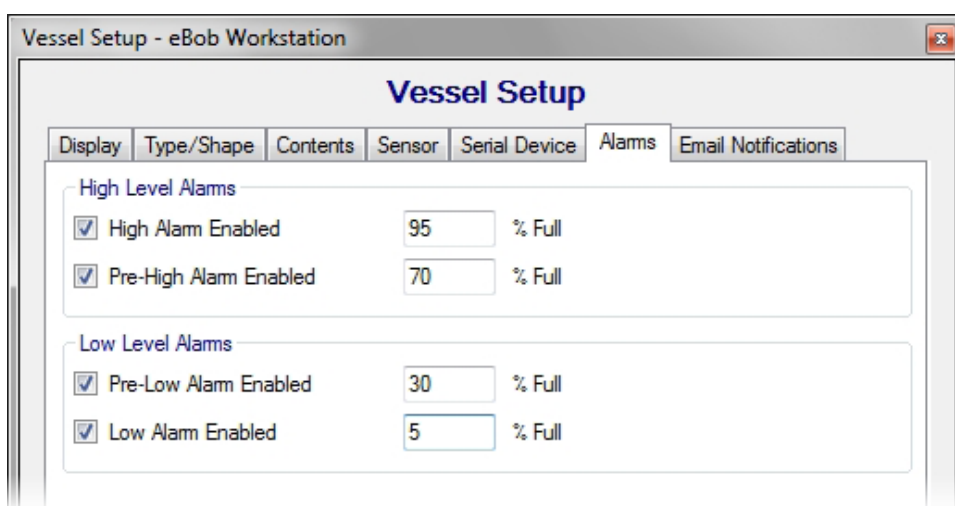 Vessel Setup - eBob Workstation
Vessel Setup
Display Type/Shape Contents Sensor Serial Device Alarms Email Notifications
High Level Alarms
High Alarm Enabled 95 % Full
Pre-High Alarm Enabled 70 % Full
Low Level Alarms
Pre-Low Alarm Enabled 30 % Full
Low Alarm Enabled 5 % Full